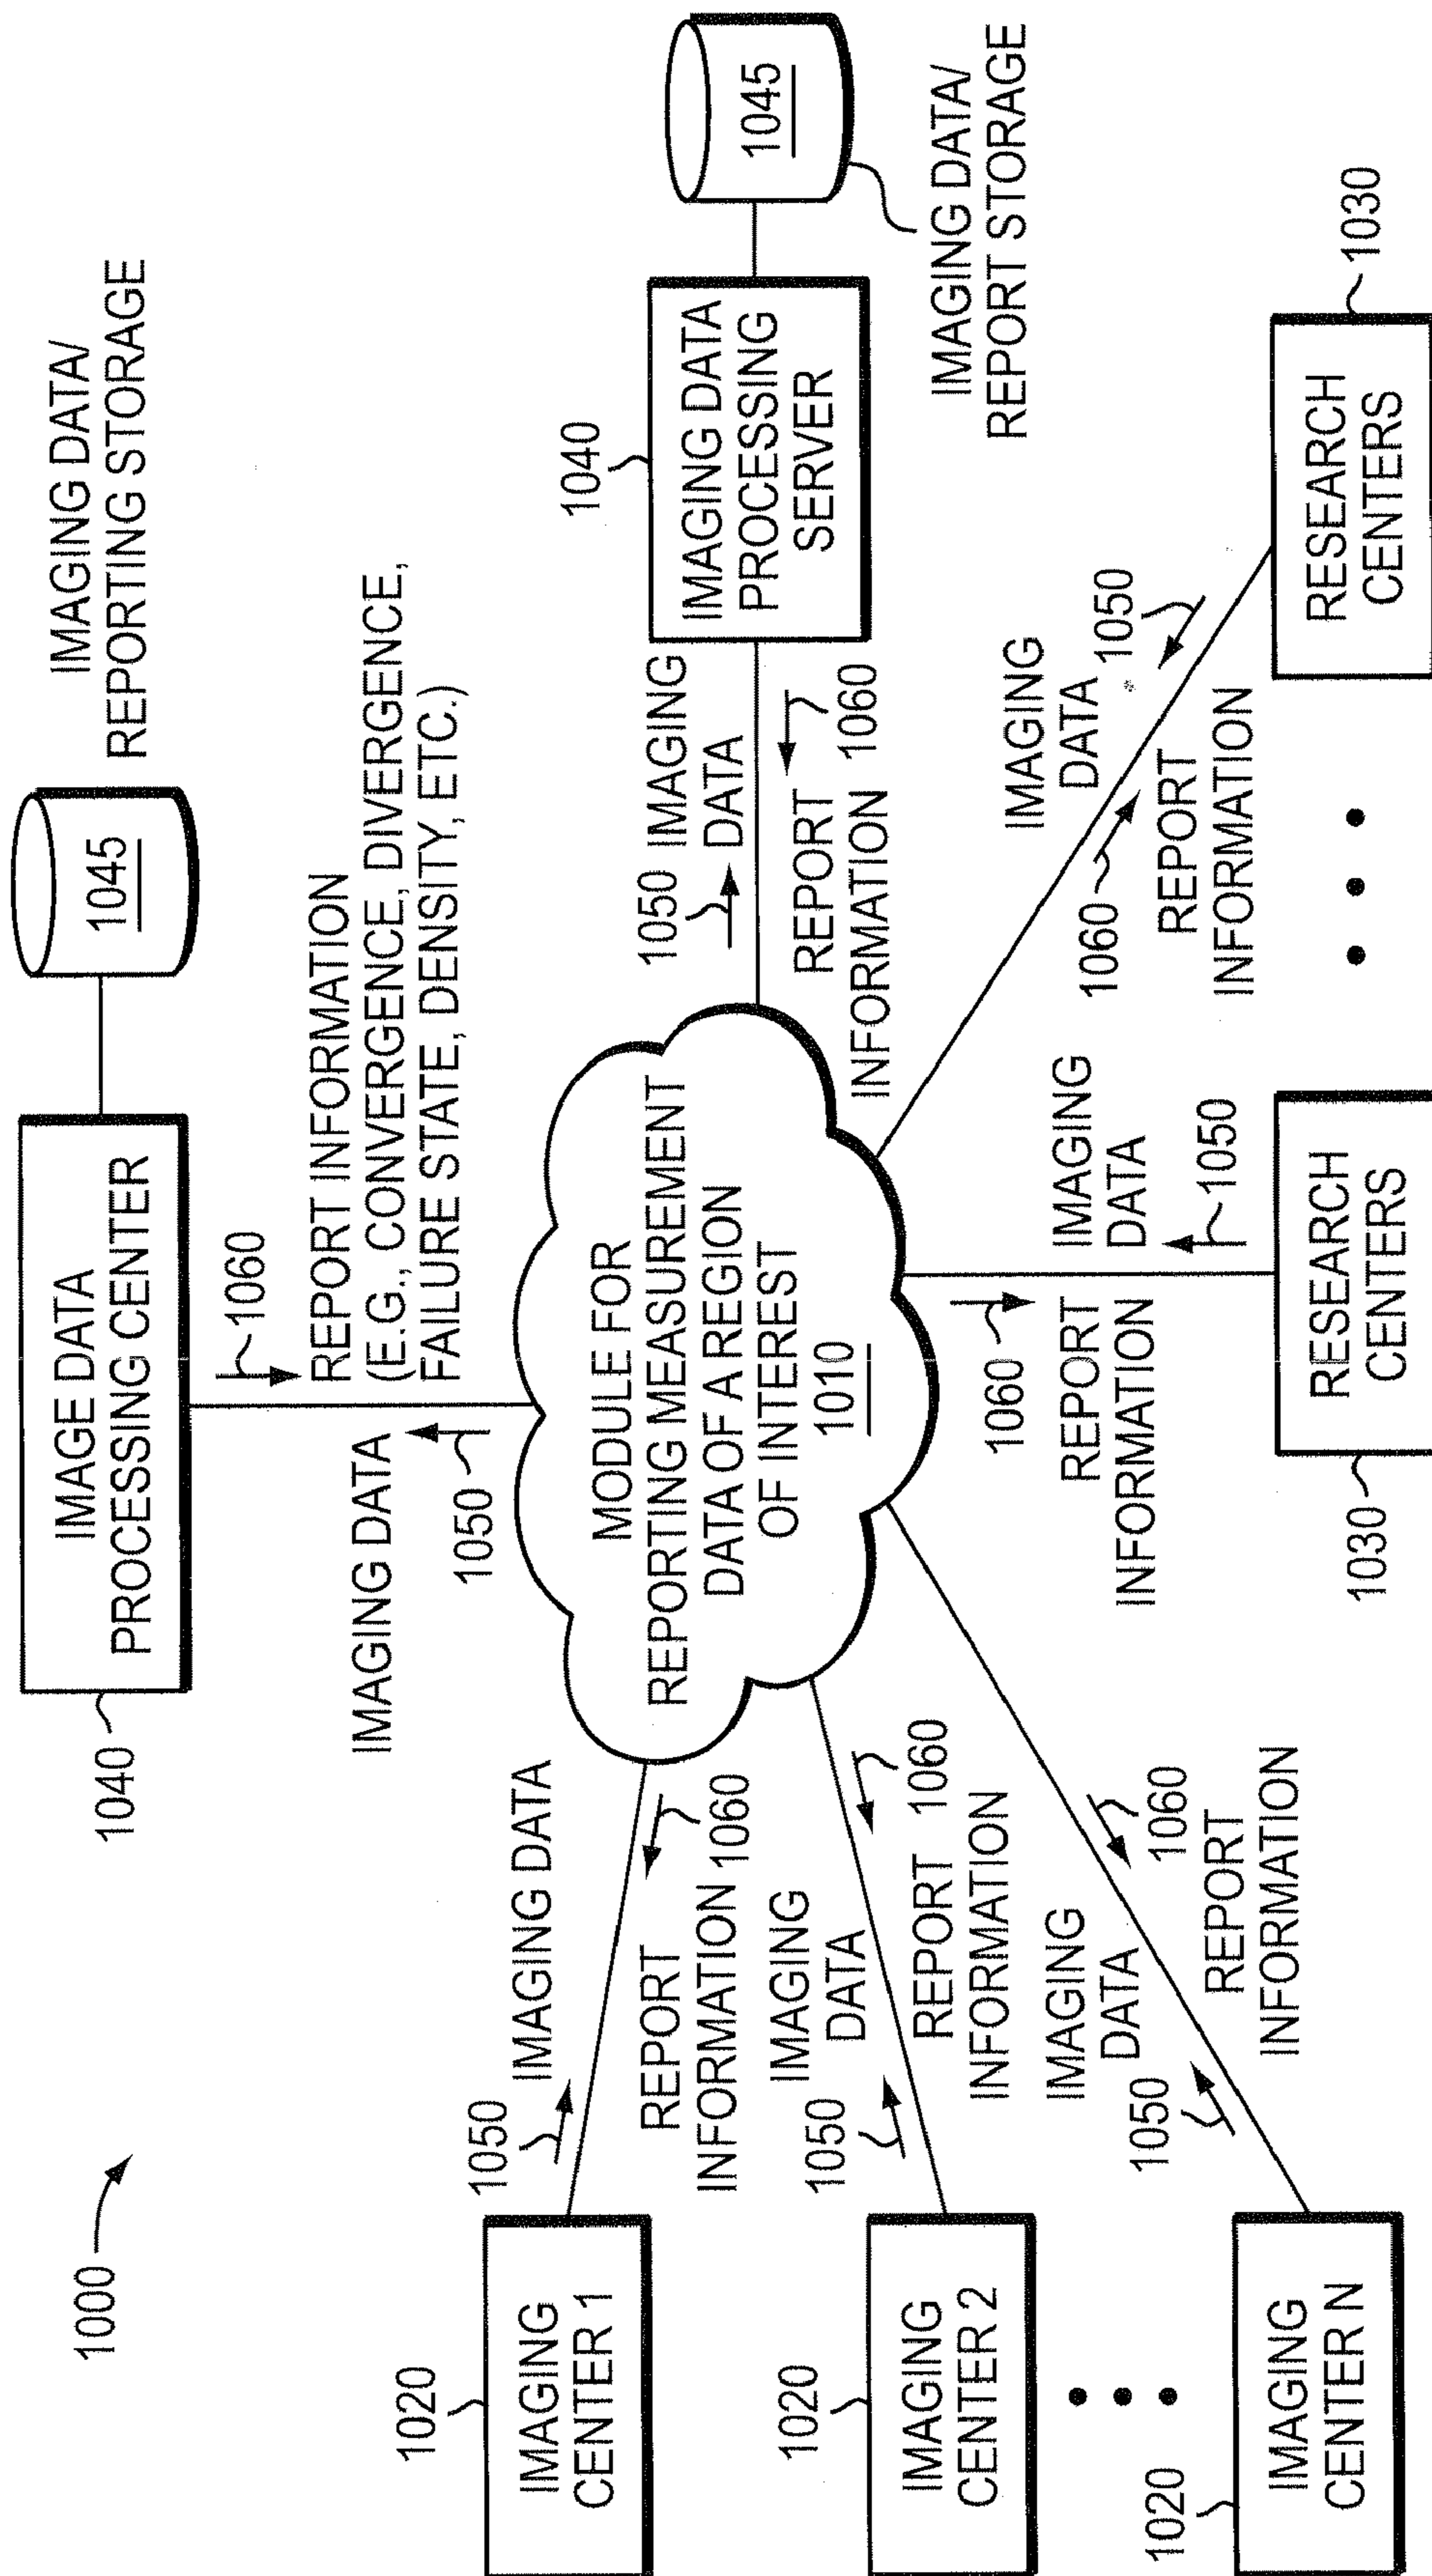 1000
1040
IMAGE DATA
PROCESSING CENTER
1045
IMAGING DATA/
REPORTING STORAGE
1060
REPORT INFORMATION
(E.G., CONVERGENCE, DIVERGENCE,
FAILURE STATE, DENSITY, ETC.)
IMAGING DATA
1050
MODULE FOR
REPORTING MEASUREMENT
DATA OF A REGION
OF INTEREST
1010
1040
IMAGING DATA
PROCESSING
SERVER
1045
IMAGING DATA/
REPORT STORAGE
1050
IMAGING
DATA
REPORT
INFORMATION
1060
1020
IMAGING
CENTER 1
1050
IMAGING DATA
REPORT
INFORMATION
1060
1020
IMAGING
CENTER 2
1050
IMAGING
DATA
REPORT
INFORMATION
1060
1020
IMAGING
CENTER N
1050
IMAGING
DATA
REPORT
INFORMATION
1060
1030
RESEARCH
CENTERS
1060
REPORT
INFORMATION
IMAGING
DATA
1050
1030
RESEARCH
CENTERS
1060
REPORT
INFORMATION
IMAGING
DATA
1050